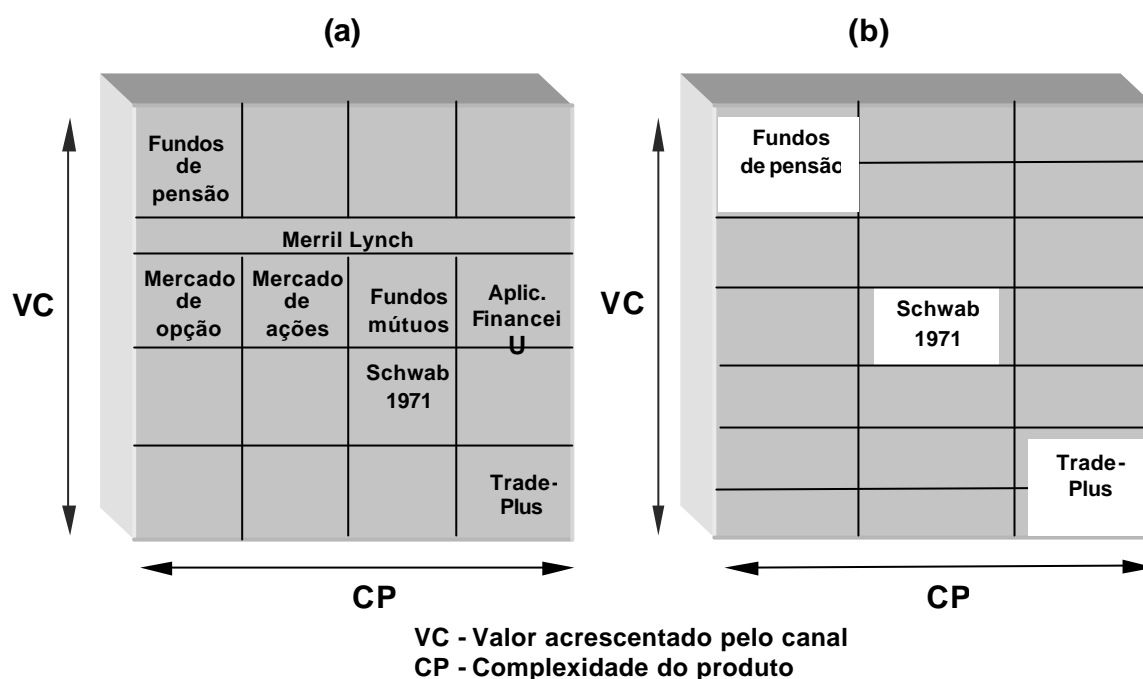 (a)
Fundos
de
pensão
Merril Lynch
Mercado
de
opção
Mercado
de
ações
Fundos
mútuos
Aplic.
Financei
U
Schwab
1971
Trade-
Plus
VC
CP
(b)
Fundos
de pensão
Schwab
1971
Trade-
Plus
VC
CP
VC - Valor acrescentado pelo canal
CP - Complexidade do produto